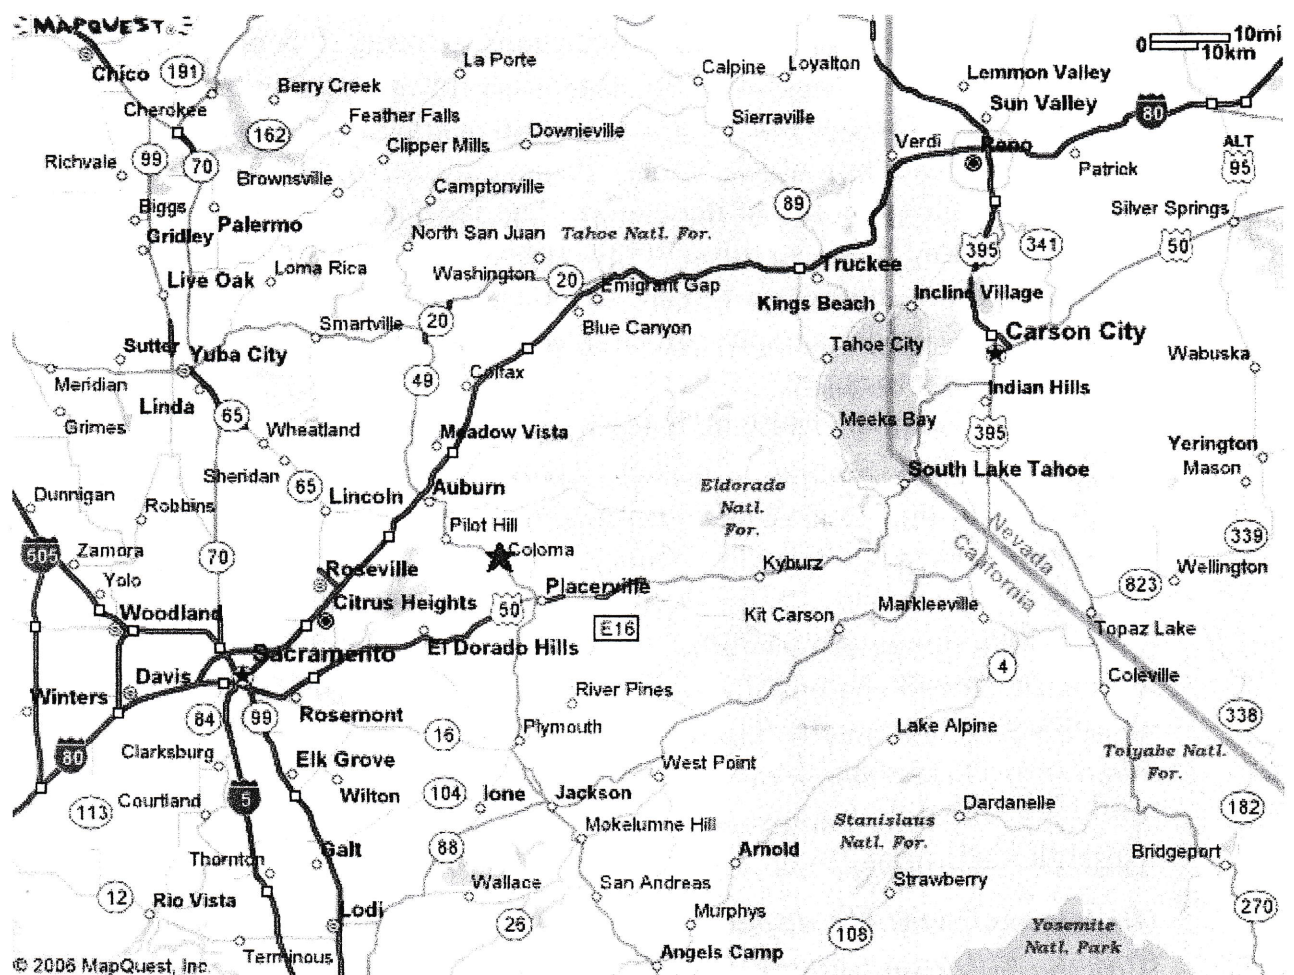 MAPQUEST
0 10mi
10km
Chico
191
La Porte
Calpine
Loyalton
Lemmon Valley
Berry Creek
Sun Valley
Cherokee
80
Feather Falls
Downieville
Sierraville
162
Verdi
Reno
ALT
95
Richvale
99
70
Clipper Mills
Patrick
Brownsville
Camptonville
Biggs
Palermo
89
Silver Springs
Gridley
North San Juan
Tahoe Natl. For.
395
341
50
Live Oak
Loma Rica
Washington
20
Emigrant Gap
Truckee
Kings Beach
Incline Village
Smartville
20
Blue Canyon
Carson City
Sutter
Yuba City
Tahoe City
Wabuska
Meridian
49
Colfax
Indian Hills
Linda
65
Grimes
Wheatland
Meadow Vista
Meeks Bay
395
Yerington
Mason
Sheridan
65
South Lake Tahoe
Dunnigan
Robbins
Lincoln
Auburn
Eldorado
Natl.
For.
Pilot Hill
Nevada
California
339
505
Zamora
70
Coloma
Yolo
Roseville
Placerville
Kyburz
Wellington
823
Woodland
Citrus Heights
50
Kit Carson
Markleeville
E16
Topaz Lake
Sacramento
El Dorado Hills
Davis
4
Coleville
Winters
River Pines
Rosemont
338
84
99
16
Plymouth
Lake Alpine
Clarksburg
80
Elk Grove
West Point
Toiyabe Natl.
For.
5
Wilton
104
Ione
Jackson
113
Courtland
Dardanelle
182
Mokelumne Hill
Stanislaus
Natl. For.
88
Galt
Arnold
Bridgeport
Thornton
Wallace
San Andreas
Strawberry
12
Rio Vista
Lodi
26
Murphys
108
270
Yosemite
Natl. Park
Angels Camp
Terminous
© 2006 MapQuest, Inc.